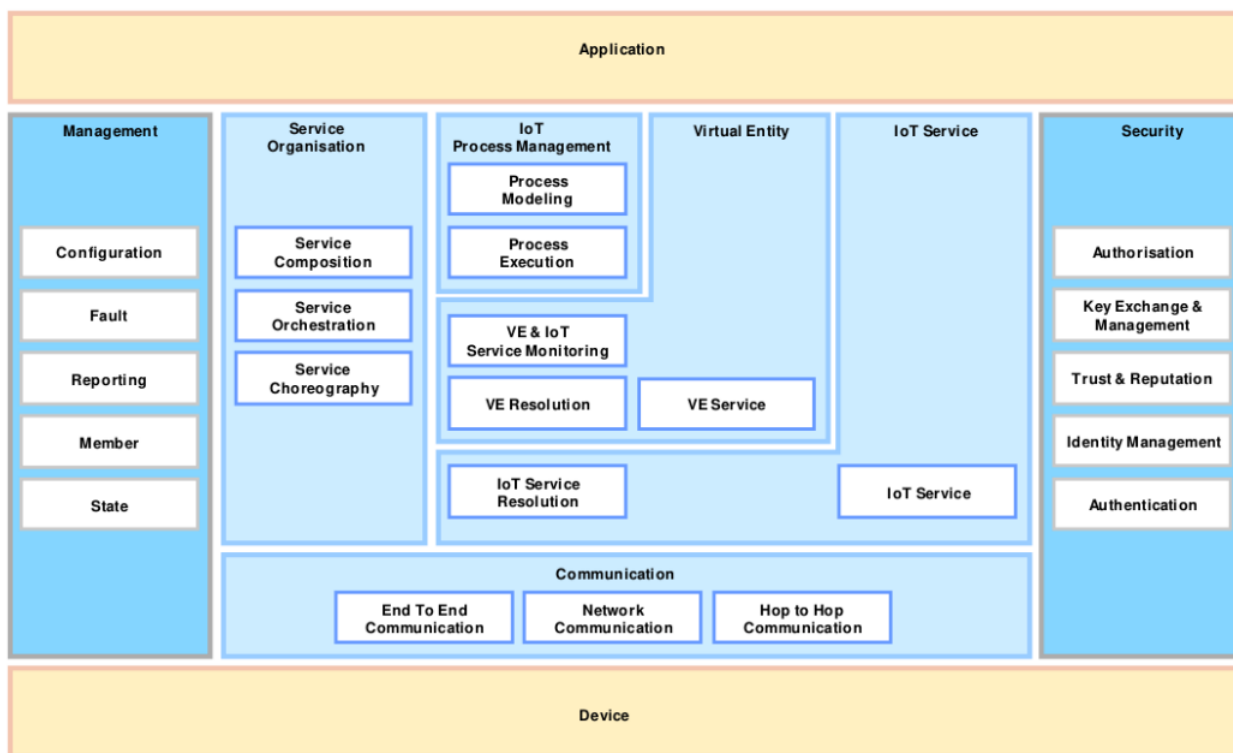 Application
Management
Configuration
Fault
Reporting
Member
State
Service
Organisation
Service
Composition
Service
Orchestration
Service
Choreography
IoT
Process Management
Process
Modeling
Process
Execution
Virtual Entity
VE & IoT
Service Monitoring
VE Resolution
VE Service
IoT Service
IoT Service
Resolution
IoT Service
Security
Authorisation
Key Exchange &
Management
Trust & Reputation
Identity Management
Authentication
Communication
End To End
Communication
Network
Communication
Hop to Hop
Communication
Device